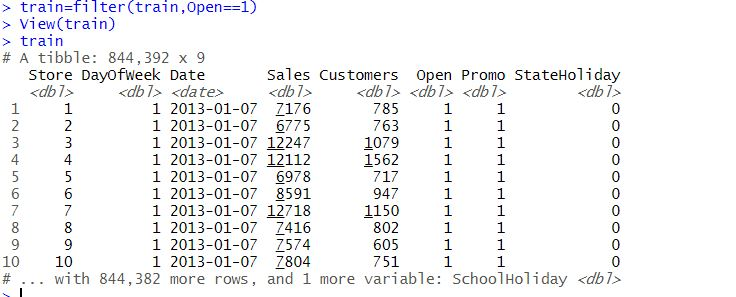 > train=filter(train,Open==1)
> View(train)
> train
# A tibble: 844,392 x 9
Store DayOfWeek Date Sales Customers Open Promo StateHoliday
<dbl> <dbl> <date> <dbl> <dbl> <dbl> <dbl> <dbl>
1 1 1 2013-01-07 7176 785 1 1 0
2 2 1 2013-01-07 6775 763 1 1 0
3 3 1 2013-01-07 12247 1079 1 1 0
4 4 1 2013-01-07 12112 1562 1 1 0
5 5 1 2013-01-07 6978 717 1 1 0
6 6 1 2013-01-07 8591 947 1 1 0
7 7 1 2013-01-07 12718 1150 1 1 0
8 8 1 2013-01-07 7416 802 1 1 0
9 9 1 2013-01-07 7574 605 1 1 0
10 10 1 2013-01-07 7804 751 1 1 0
# ... with 844,382 more rows, and 1 more variable: SchoolHoliday <dbl>
>